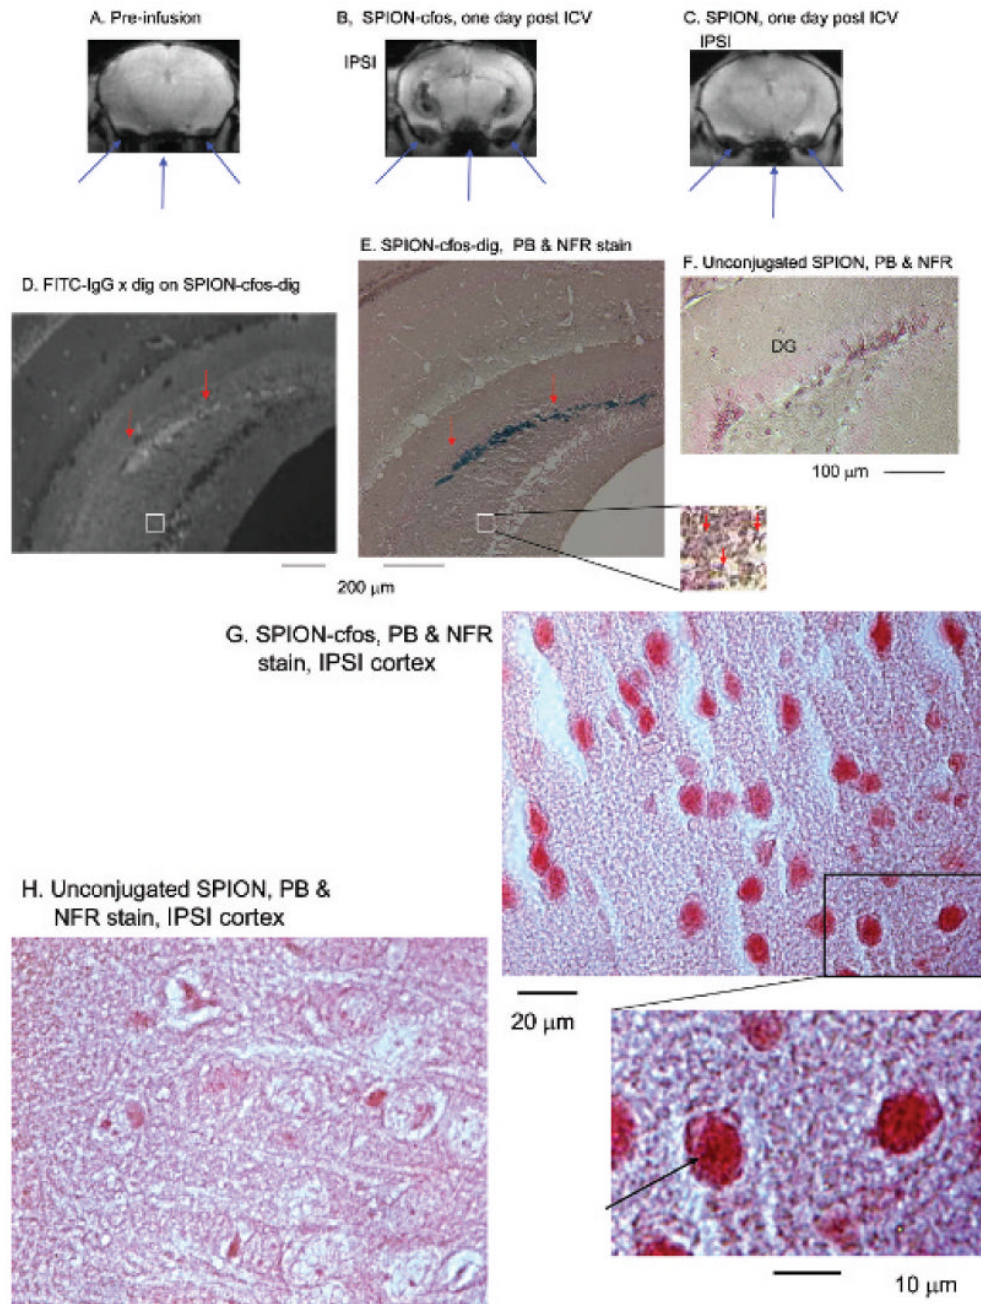 A. Pre-infusion
B, SPION-cfos, one day post ICV
C. SPION, one day post ICV
IPSI
IPSI
D. FITC-IgG x dig on SPION-cfos-dig
E. SPION-cfos-dig, PB & NFR stain
F. Unconjugated SPION, PB & NFR
DG
100 μm
200 μm
G. SPION-cfos, PB & NFR
stain, IPSI cortex
H. Unconjugated SPION, PB &
NFR stain, IPSI cortex
20 μm
10 μm